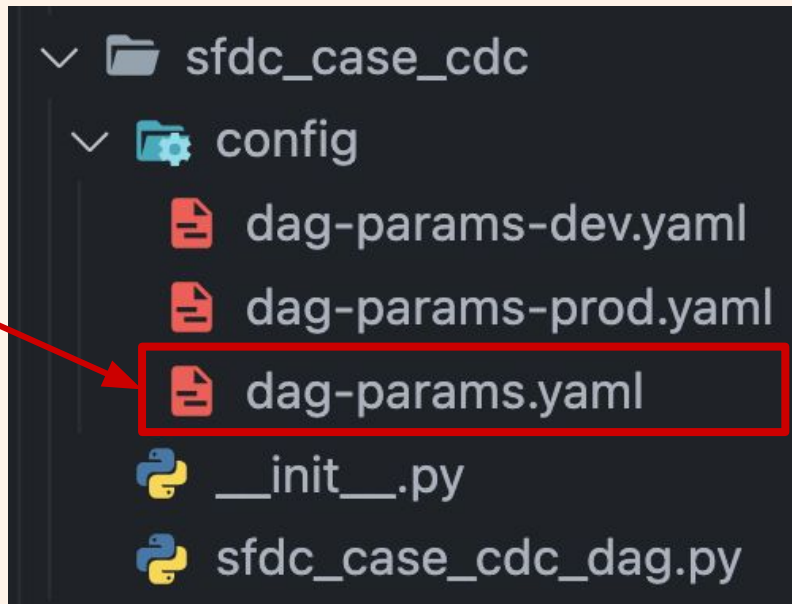 sfdc_case_cdc
config
dag-params-dev.yaml
dag-params-prod.yaml
dag-params.yaml
__init__.py
sfdc_case_cdc_dag.py